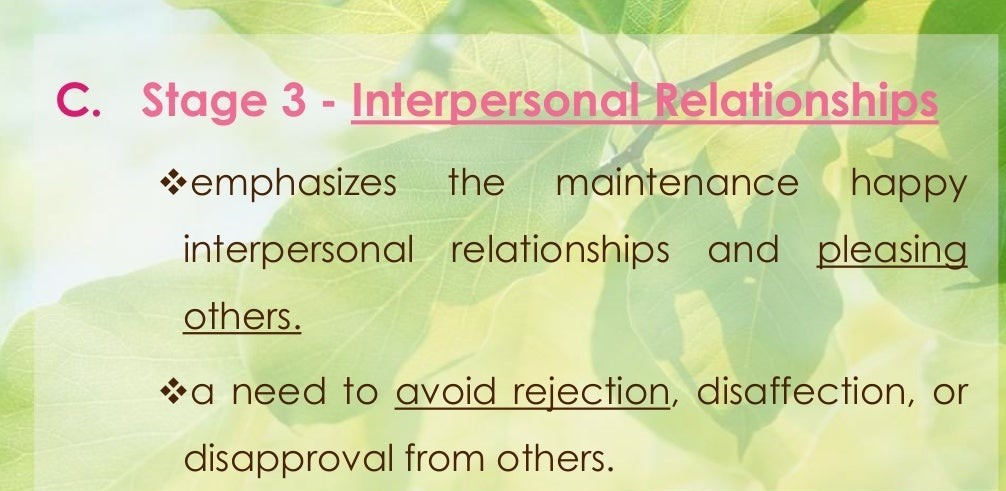 C. Stage 3 - Interpersonal Relationships
❖emphasizes the maintenance happy
interpersonal relationships and pleasing
others.
❖a need to avoid rejection, disaffection, or
disapproval from others.